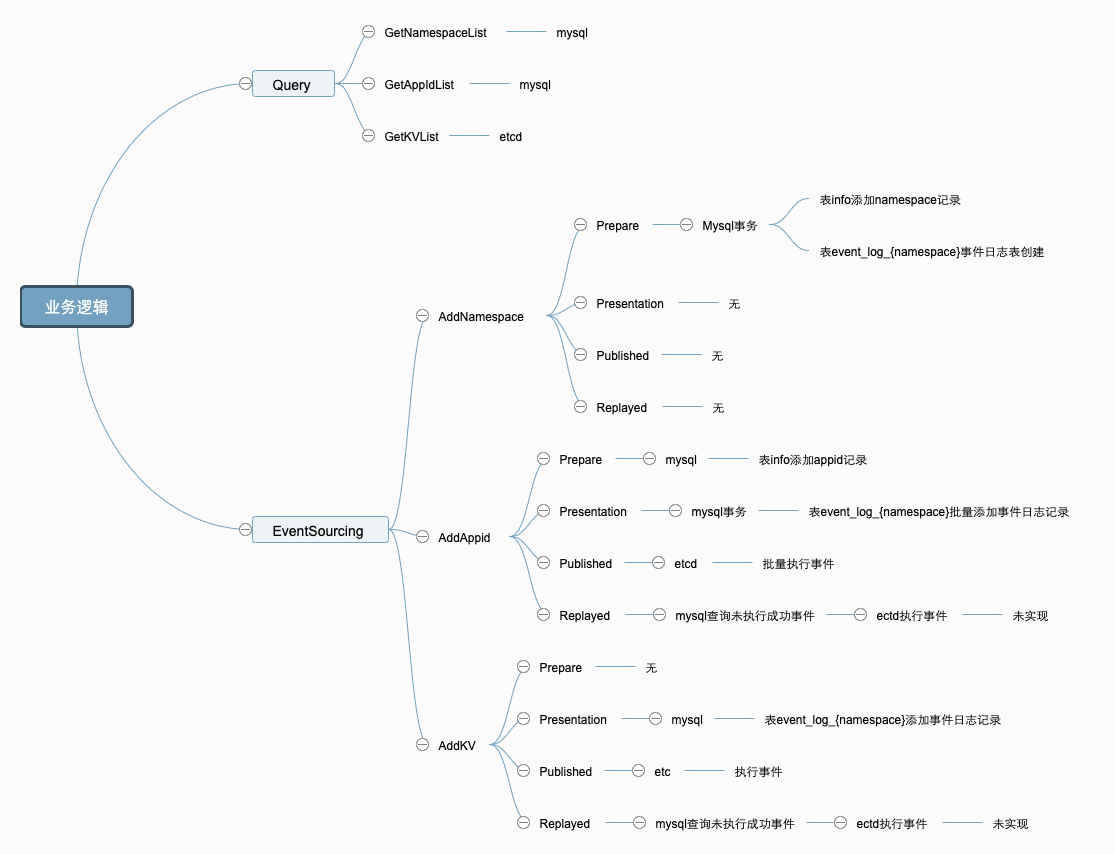 业务逻辑
Query
GetNamespaceList mysql
GetAppIdList mysql
GetKVList etcd
EventSourcing
AddNamespace
Prepare Mysql事务
表info添加namespace记录
表event_log_{namespace}事件日志表创建
Presentation 无
Published 无
Replayed 无
AddAppid
Prepare mysql 表info添加appid记录
Presentation mysql事务 表event_log_{namespace}批量添加事件日志记录
Published etcd 批量执行事件
Replayed mysql查询未执行成功事件 ectd执行事件 未实现
AddKV
Prepare 无
Presentation mysql 表event_log_{namespace}添加事件日志记录
Published etc 执行事件
Replayed mysql查询未执行成功事件 ectd执行事件 未实现